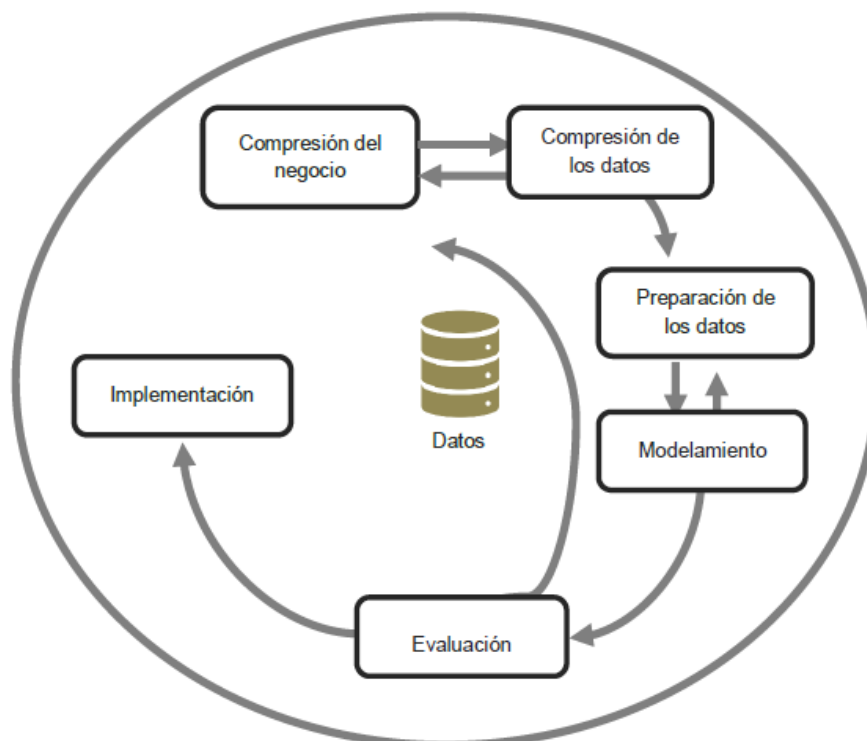 Compresión del
negocio
Compresión de
los datos
Preparación de
los datos
Implementación
Datos
Modelamiento
Evaluación